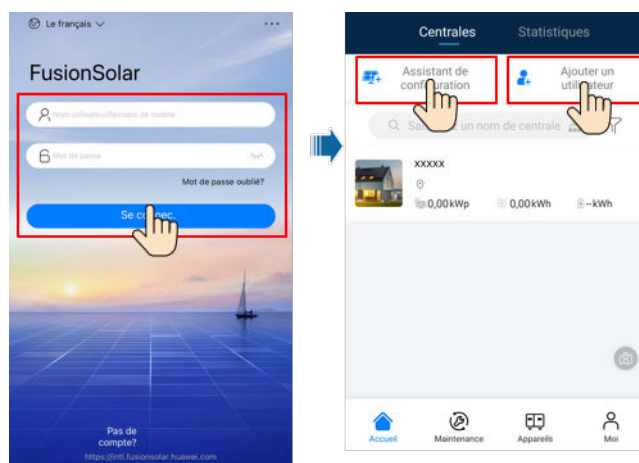 Le français
FusionSolar
Nom utilisateur/Numéro de mobile
Mot de passe
Mot de passe oublié?
Se connec.
Pas de
compte?
https://intl.fusionsolar.huawei.com
Centrales Statistiques
Assistant de
configuration
Ajouter un
utilisateur
un nom de centrale
xxxxx
0,00kWp 0,00kWh --kWh
Accueil Maintenance Appareils Moi